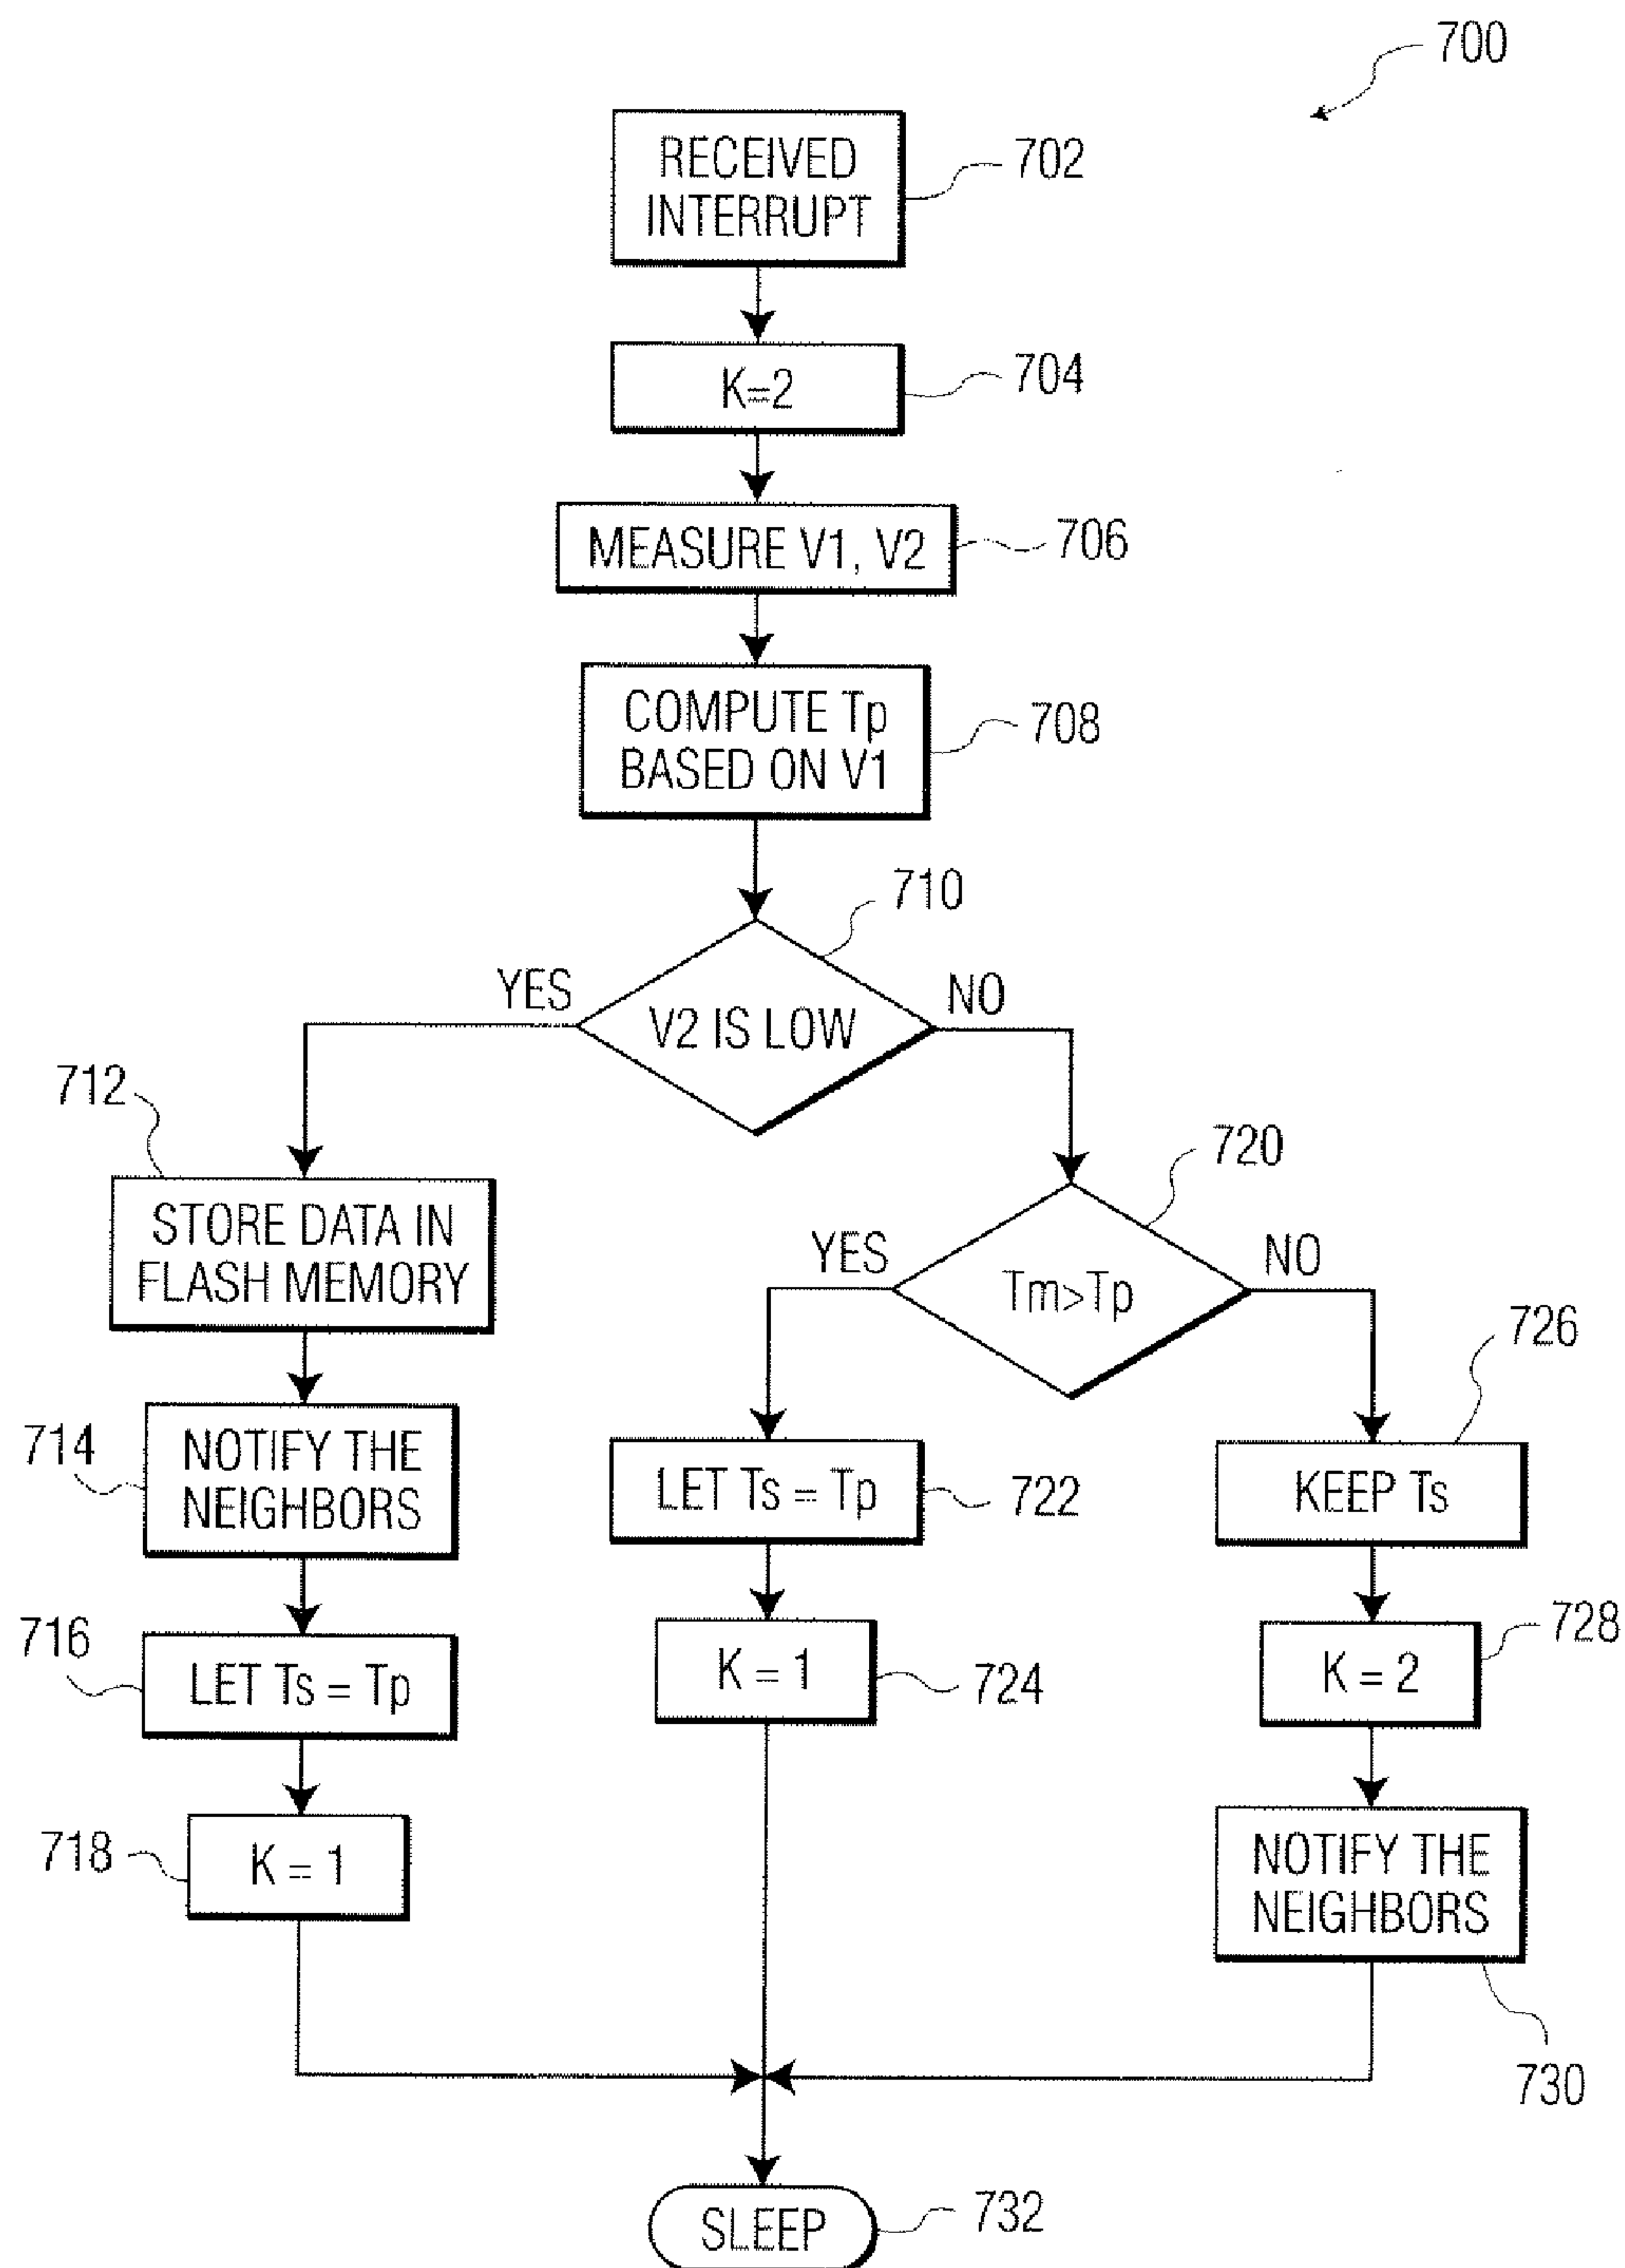 700
RECEIVED
INTERRUPT
702
K=2
704
MEASURE V1, V2
706
COMPUTE Tp
BASED ON V1
708
710
YES
V2 IS LOW
NO
712
STORE DATA IN
FLASH MEMORY
714
NOTIFY THE
NEIGHBORS
716
LET Ts = Tp
718
K = 1
720
YES
Tm>Tp
NO
LET Ts = Tp
722
K = 1
724
726
KEEP Ts
K = 2
728
NOTIFY THE
NEIGHBORS
730
SLEEP
732